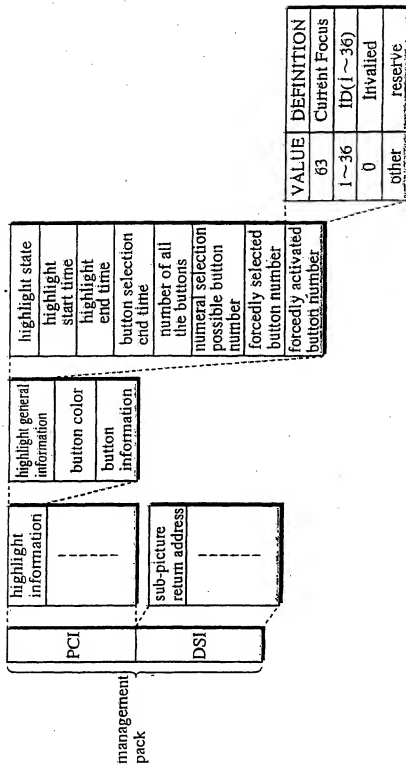 management
pack
PCI
DSI
highlight
information
sub-picture
return address
highlight general
information
button color
button
information
highlight state
highlight
start time
highlight
end time
button selection
end time
number of all
the buttons
numeral selection
possible button
number
forcedly selected
button number
forcedly activated
button number
VALUE DEFINITION
63 Current Focus
1~36 ID(1~36)
0 Invalied
other reserve